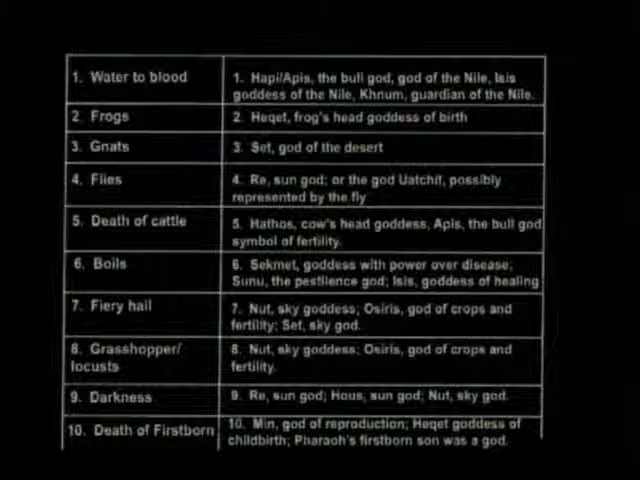 1. Water to blood
1. Hapi/Apis, the bull god, god of the Nile, Isis
goddess of the Nile, Khnum, guardian of the Nile.
2. Frogs
2. Heqet, frog's head goddess of birth
3. Gnats
3. Set, god of the desert
4. Flies
4. Re, sun god; or the god Uatchit, possibly
represented by the fly
5. Death of cattle
5. Hathos, cow's head goddess, Apis, the bull god
symbol of fertility.
6. Boils
6. Sekmet, goddess with power over disease;
Sunu, the pestilence god; Isis, goddess of healing
7. Fiery hail
7. Nut, sky goddess; Osiris, god of crops and
fertility; Set, sky god.
8. Grasshopper/
locusts
8. Nut, sky goddess; Osiris, god of crops and
fertility.
9. Darkness
9. Re, sun god; Hous, sun god; Nut, sky god.
10. Death of Firstborn
10. Min, god of reproduction; Heqet goddess of
childbirth; Pharaoh's firstborn son was a god.